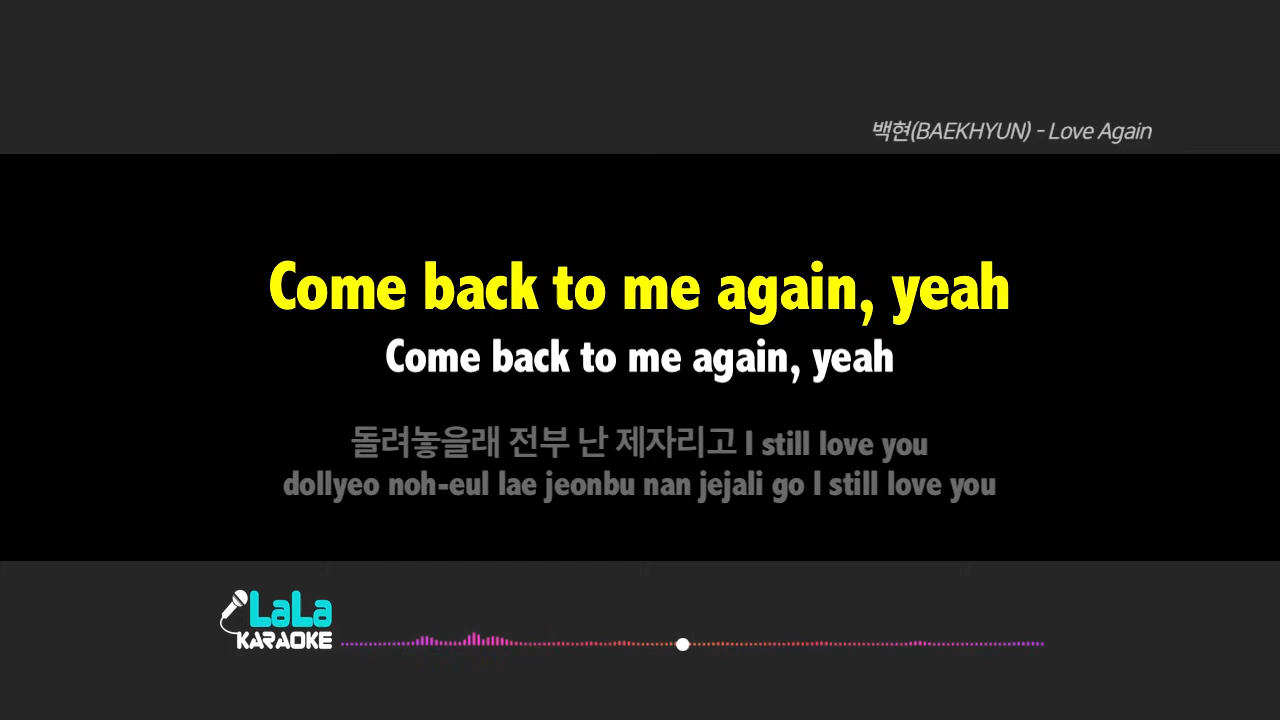 백현(BAEKHYUN) - Love Again
Come back to me again, yeah
Come back to me again, yeah
돌려놓을래 전부 난 제자리고 I still love you
dollyeo noh-eul lae jeonbu nan jejali go I still love you
LaLa
KARAOKE